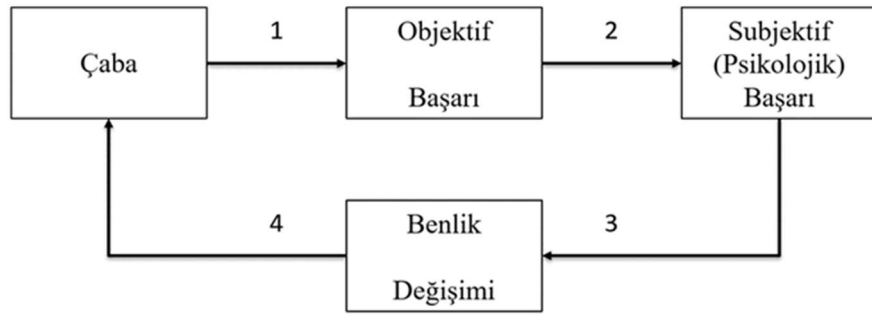 Çaba
1
Objektif
Başarı
2
Subjektif
(Psikolojik)
Başarı
3
Benlik
Değişimi
4